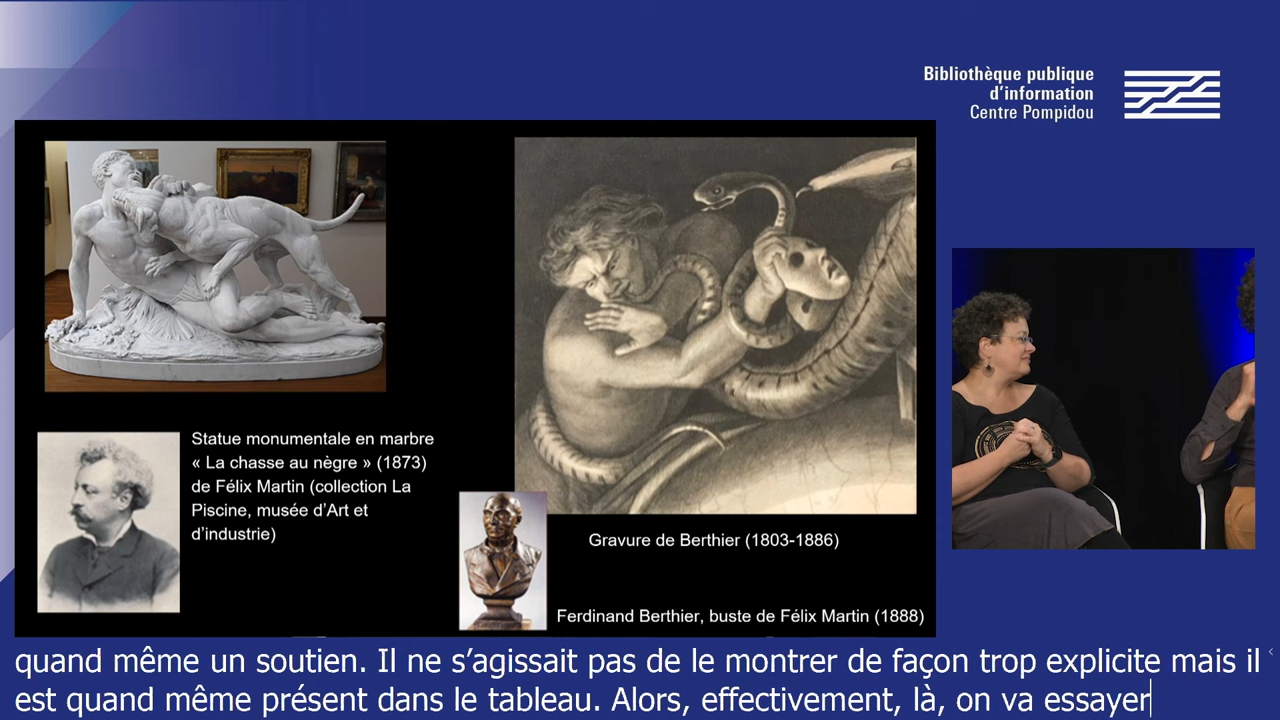 Bibliothèque publique
d'information
Centre Pompidou
Statue monumentale en marbre
« La chasse au nègre » (1873)
de Félix Martin (collection La
Piscine, musée d'Art et
d'industrie)
Gravure de Berthier (1803-1886)
Ferdinand Berthier, buste de Félix Martin (1888)
quand même un soutien. Il ne s'agissait pas de le montrer de façon trop explicite mais il
est quand même présent dans le tableau. Alors, effectivement, là, on va essayer